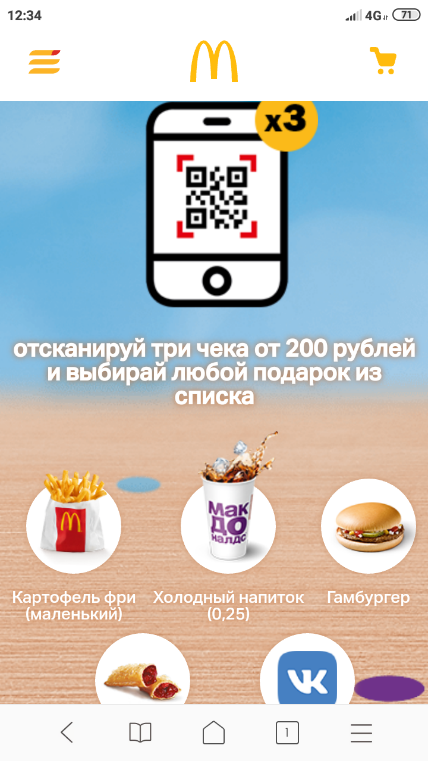 12:34
4G
71
x3
отсканируй три чека от 200 рублей
и выбирай любой подарок из
списка
Мак
до
налдс
Картофель фри
(маленький)
Холодный напиток
(0,25)
Гамбургер
1